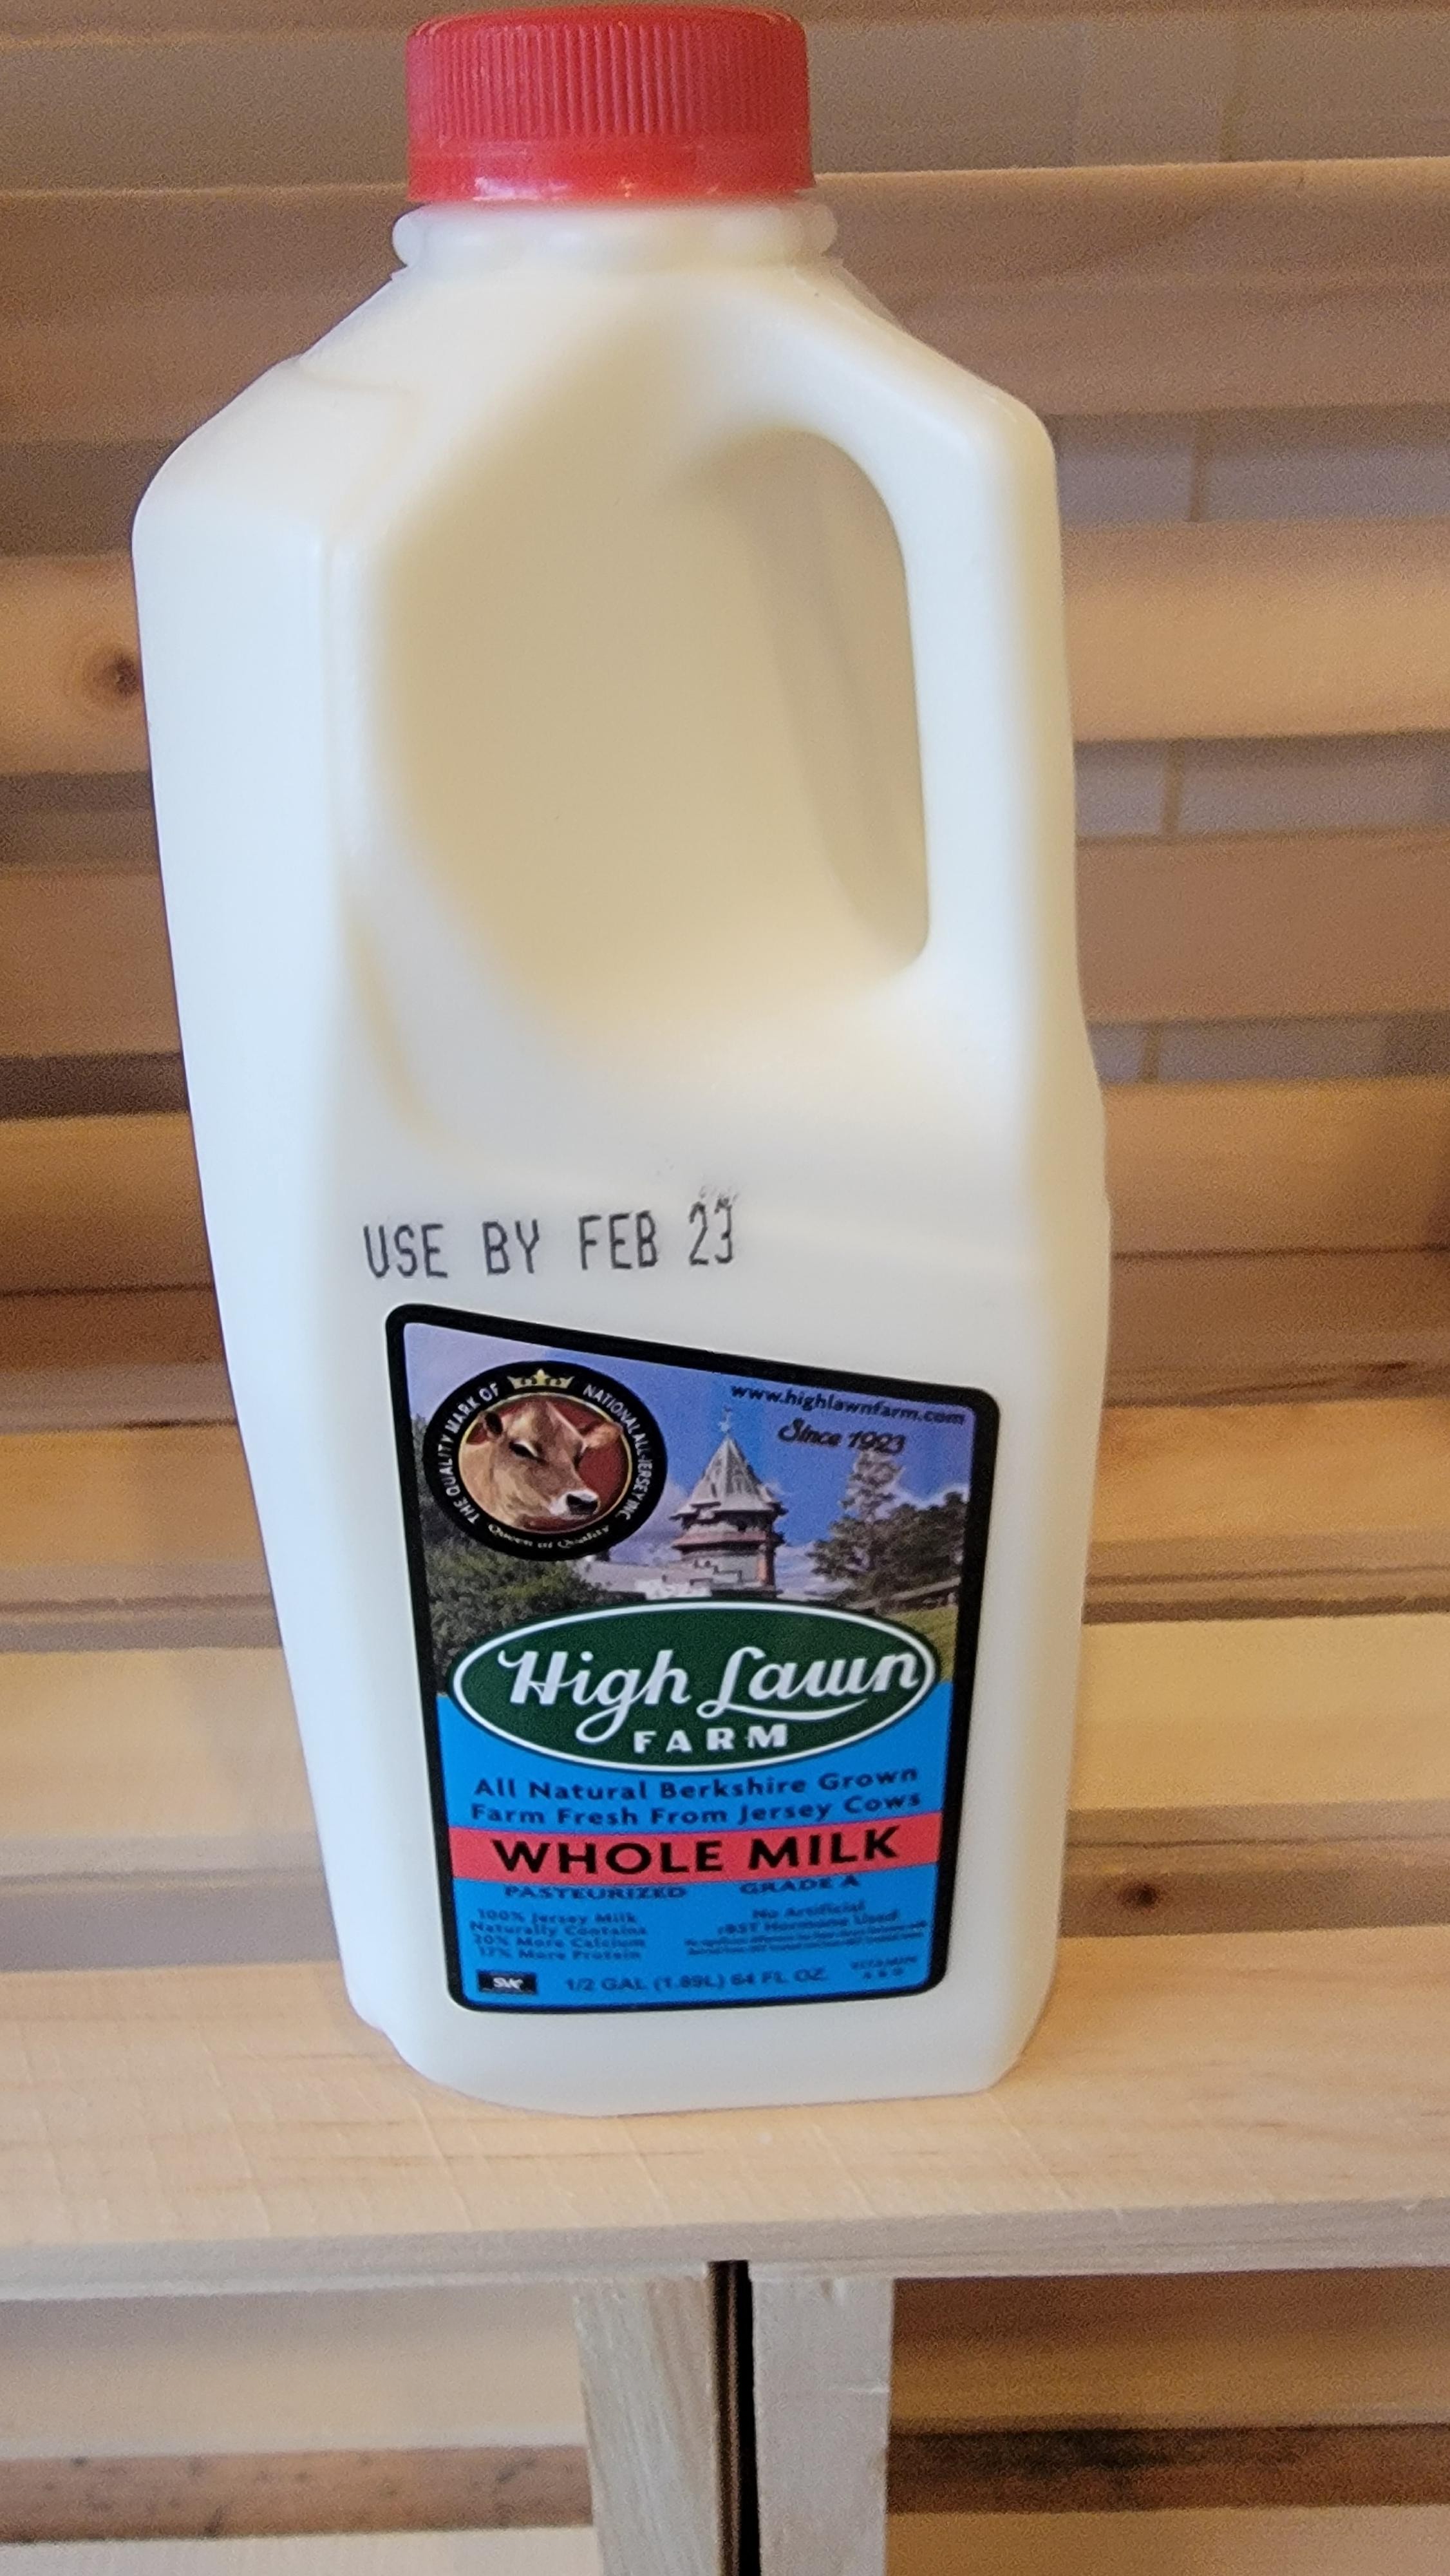 USE BY FEB 23
THE QUALITY MARK OF NATIONAL ALL-JERSEY INC.
Queen of Quality
www.highlawnfarm.com
Since 1923
High Lawn
FARM
All Natural Berkshire Grown
Farm Fresh From Jersey Cows
WHOLE MILK
PASTEURIZED GRADE A
100% Jersey Milk
Naturally Contains
20% More Calcium
17% More Protein
No Artificial
rBST Hormone Used
1/2 GAL (1.89L) 64 FL. OZ.
VITAMIN
A & D